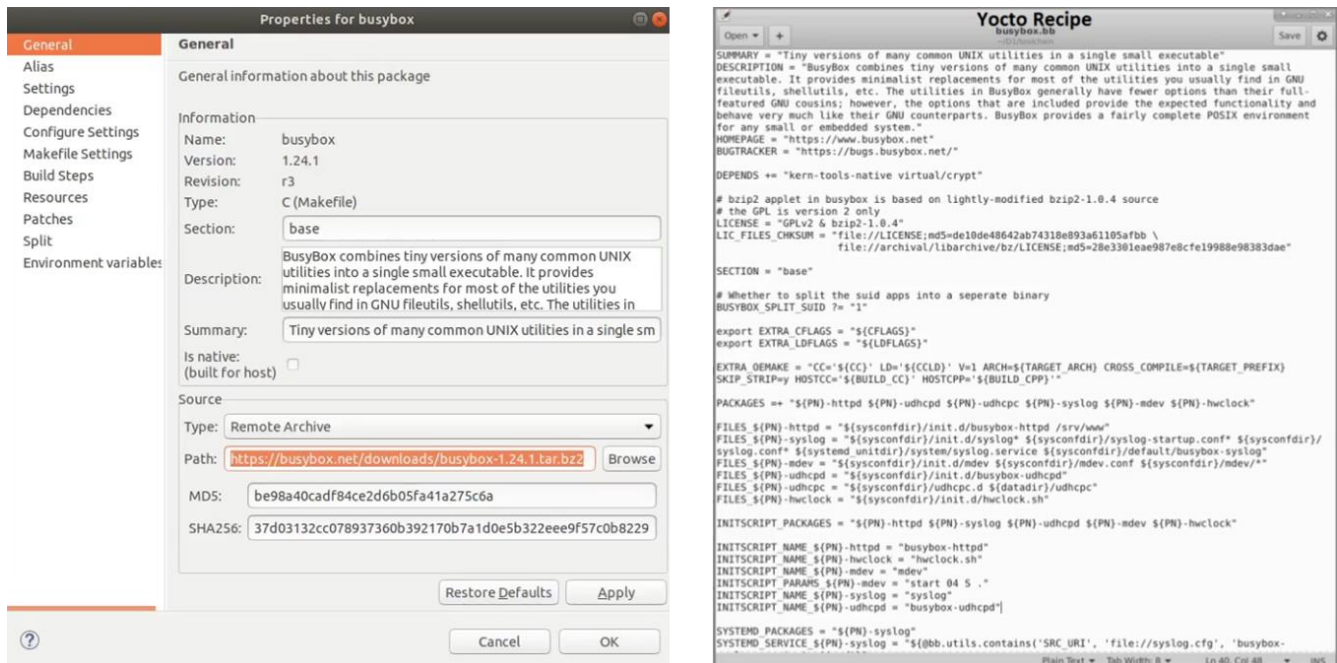 Properties for busybox
General
Alias
Settings
Dependencies
Configure Settings
Makefile Settings
Build Steps
Resources
Patches
Split
Environment variables
General
General information about this package
Information
Name: busybox
Version: 1.24.1
Revision: r3
Type: C (Makefile)
Section: base
Description: BusyBox combines tiny versions of many common UNIX
utilities into a single small executable. It provides
minimalist replacements for most of the utilities you
usually find in GNU fileutils, shellutils, etc. The utilities in
Summary: Tiny versions of many common UNIX utilities in a single sm
Is native:
(built for host)
Source
Type: Remote Archive
Path: https://busybox.net/downloads/busybox-1.24.1.tar.bz2 Browse
MD5: be98a40cadf84ce2d6b05fa41a275c6a
SHA256: 37d03132cc078937360b392170b7a1d0e5b322eee9f57c0b8229
Restore Defaults Apply
? Cancel OK
Yocto Recipe
Open + busybox.bb Save
SUMMARY = "Tiny versions of many common UNIX utilities in a single small executable"
DESCRIPTION = "BusyBox combines tiny versions of many common UNIX utilities into a single small
executable. It provides minimalist replacements for most of the utilities you usually find in GNU
fileutils, shellutils, etc. The utilities in BusyBox generally have fewer options than their full-
featured GNU cousins; however, the options that are included provide the expected functionality and
behave very much like their GNU counterparts. BusyBox provides a fairly complete POSIX environment
for any small or embedded system."
HOMEPAGE = "https://www.busybox.net"
BUGTRACKER = "https://bugs.busybox.net/"
DEPENDS += "kern-tools-native virtual/crypt"
# bzip2 applet in busybox is based on lightly-modified bzip2-1.0.4 source
# the GPL is version 2 only
LICENSE = "GPLv2 & bzip2-1.0.4"
LIC_FILES_CHKSUM = "file://LICENSE;md5=de10de48642ab74318e893a61105afbb \
file://archival/libarchive/bz/LICENSE;md5=28e3301eae987e8cfe19988e98383dae"
SECTION = "base"
# Whether to split the suid apps into a seperate binary
BUSYBOX_SPLIT_SUID ?= "1"
export EXTRA_CFLAGS = "${CFLAGS}"
export EXTRA_LDFLAGS = "${LDFLAGS}"
EXTRA_OEMAKE = "CC='${CC}' LD='${CCLD}' V=1 ARCH=${TARGET_ARCH} CROSS_COMPILE=${TARGET_PREFIX}
SKIP_STRIP=y HOSTCC='${BUILD_CC}' HOSTCPP='${BUILD_CPP}'"
PACKAGES =+ "${PN}-httpd ${PN}-udhcpd ${PN}-udhcpc ${PN}-syslog ${PN}-mdev ${PN}-hwclock"
FILES_${PN}-httpd = "${sysconfdir}/init.d/busybox-httpd /srv/www"
FILES_${PN}-syslog = "${sysconfdir}/init.d/syslog* ${sysconfdir}/syslog-startup.conf* ${sysconfdir}/
syslog.conf* ${systemd_unitdir}/system/syslog.service ${sysconfdir}/default/busybox-syslog"
FILES_${PN}-mdev = "${sysconfdir}/init.d/mdev ${sysconfdir}/mdev.conf ${sysconfdir}/mdev/*"
FILES_${PN}-udhcpd = "${sysconfdir}/init.d/busybox-udhcpd"
FILES_${PN}-udhcpc = "${sysconfdir}/udhcpc.d ${datadir}/udhcpc"
FILES_${PN}-hwclock = "${sysconfdir}/init.d/hwclock.sh"
INITSCRIPT_PACKAGES = "${PN}-httpd ${PN}-syslog ${PN}-udhcpd ${PN}-mdev ${PN}-hwclock"
INITSCRIPT_NAME_${PN}-httpd = "busybox-httpd"
INITSCRIPT_NAME_${PN}-hwclock = "hwclock.sh"
INITSCRIPT_NAME_${PN}-mdev = "mdev"
INITSCRIPT_PARAMS_${PN}-mdev = "start 04 S ."
INITSCRIPT_NAME_${PN}-syslog = "syslog"
INITSCRIPT_NAME_${PN}-udhcpd = "busybox-udhcpd"
SYSTEMD_PACKAGES = "${PN}-syslog"
SYSTEMD_SERVICE_${PN}-syslog = "${@bb.utils.contains('SRC_URI', 'file://syslog.cfg', 'busybox-
Plain Text Tab Width: 8 Ln 40, Col 48 INS